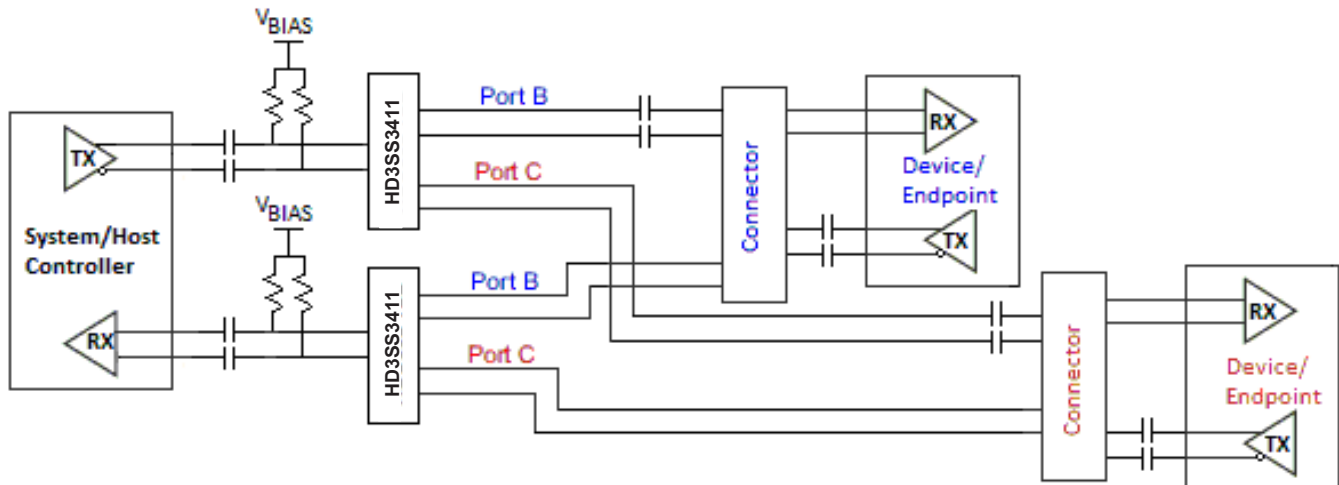 VBIAS
TX
HD3SS3411
Port B
Port C
Connector
RX
Device/
Endpoint
TX
System/Host
Controller
VBIAS
RX
HD3SS3411
Port B
Port C
Connector
RX
Device/
Endpoint
TX